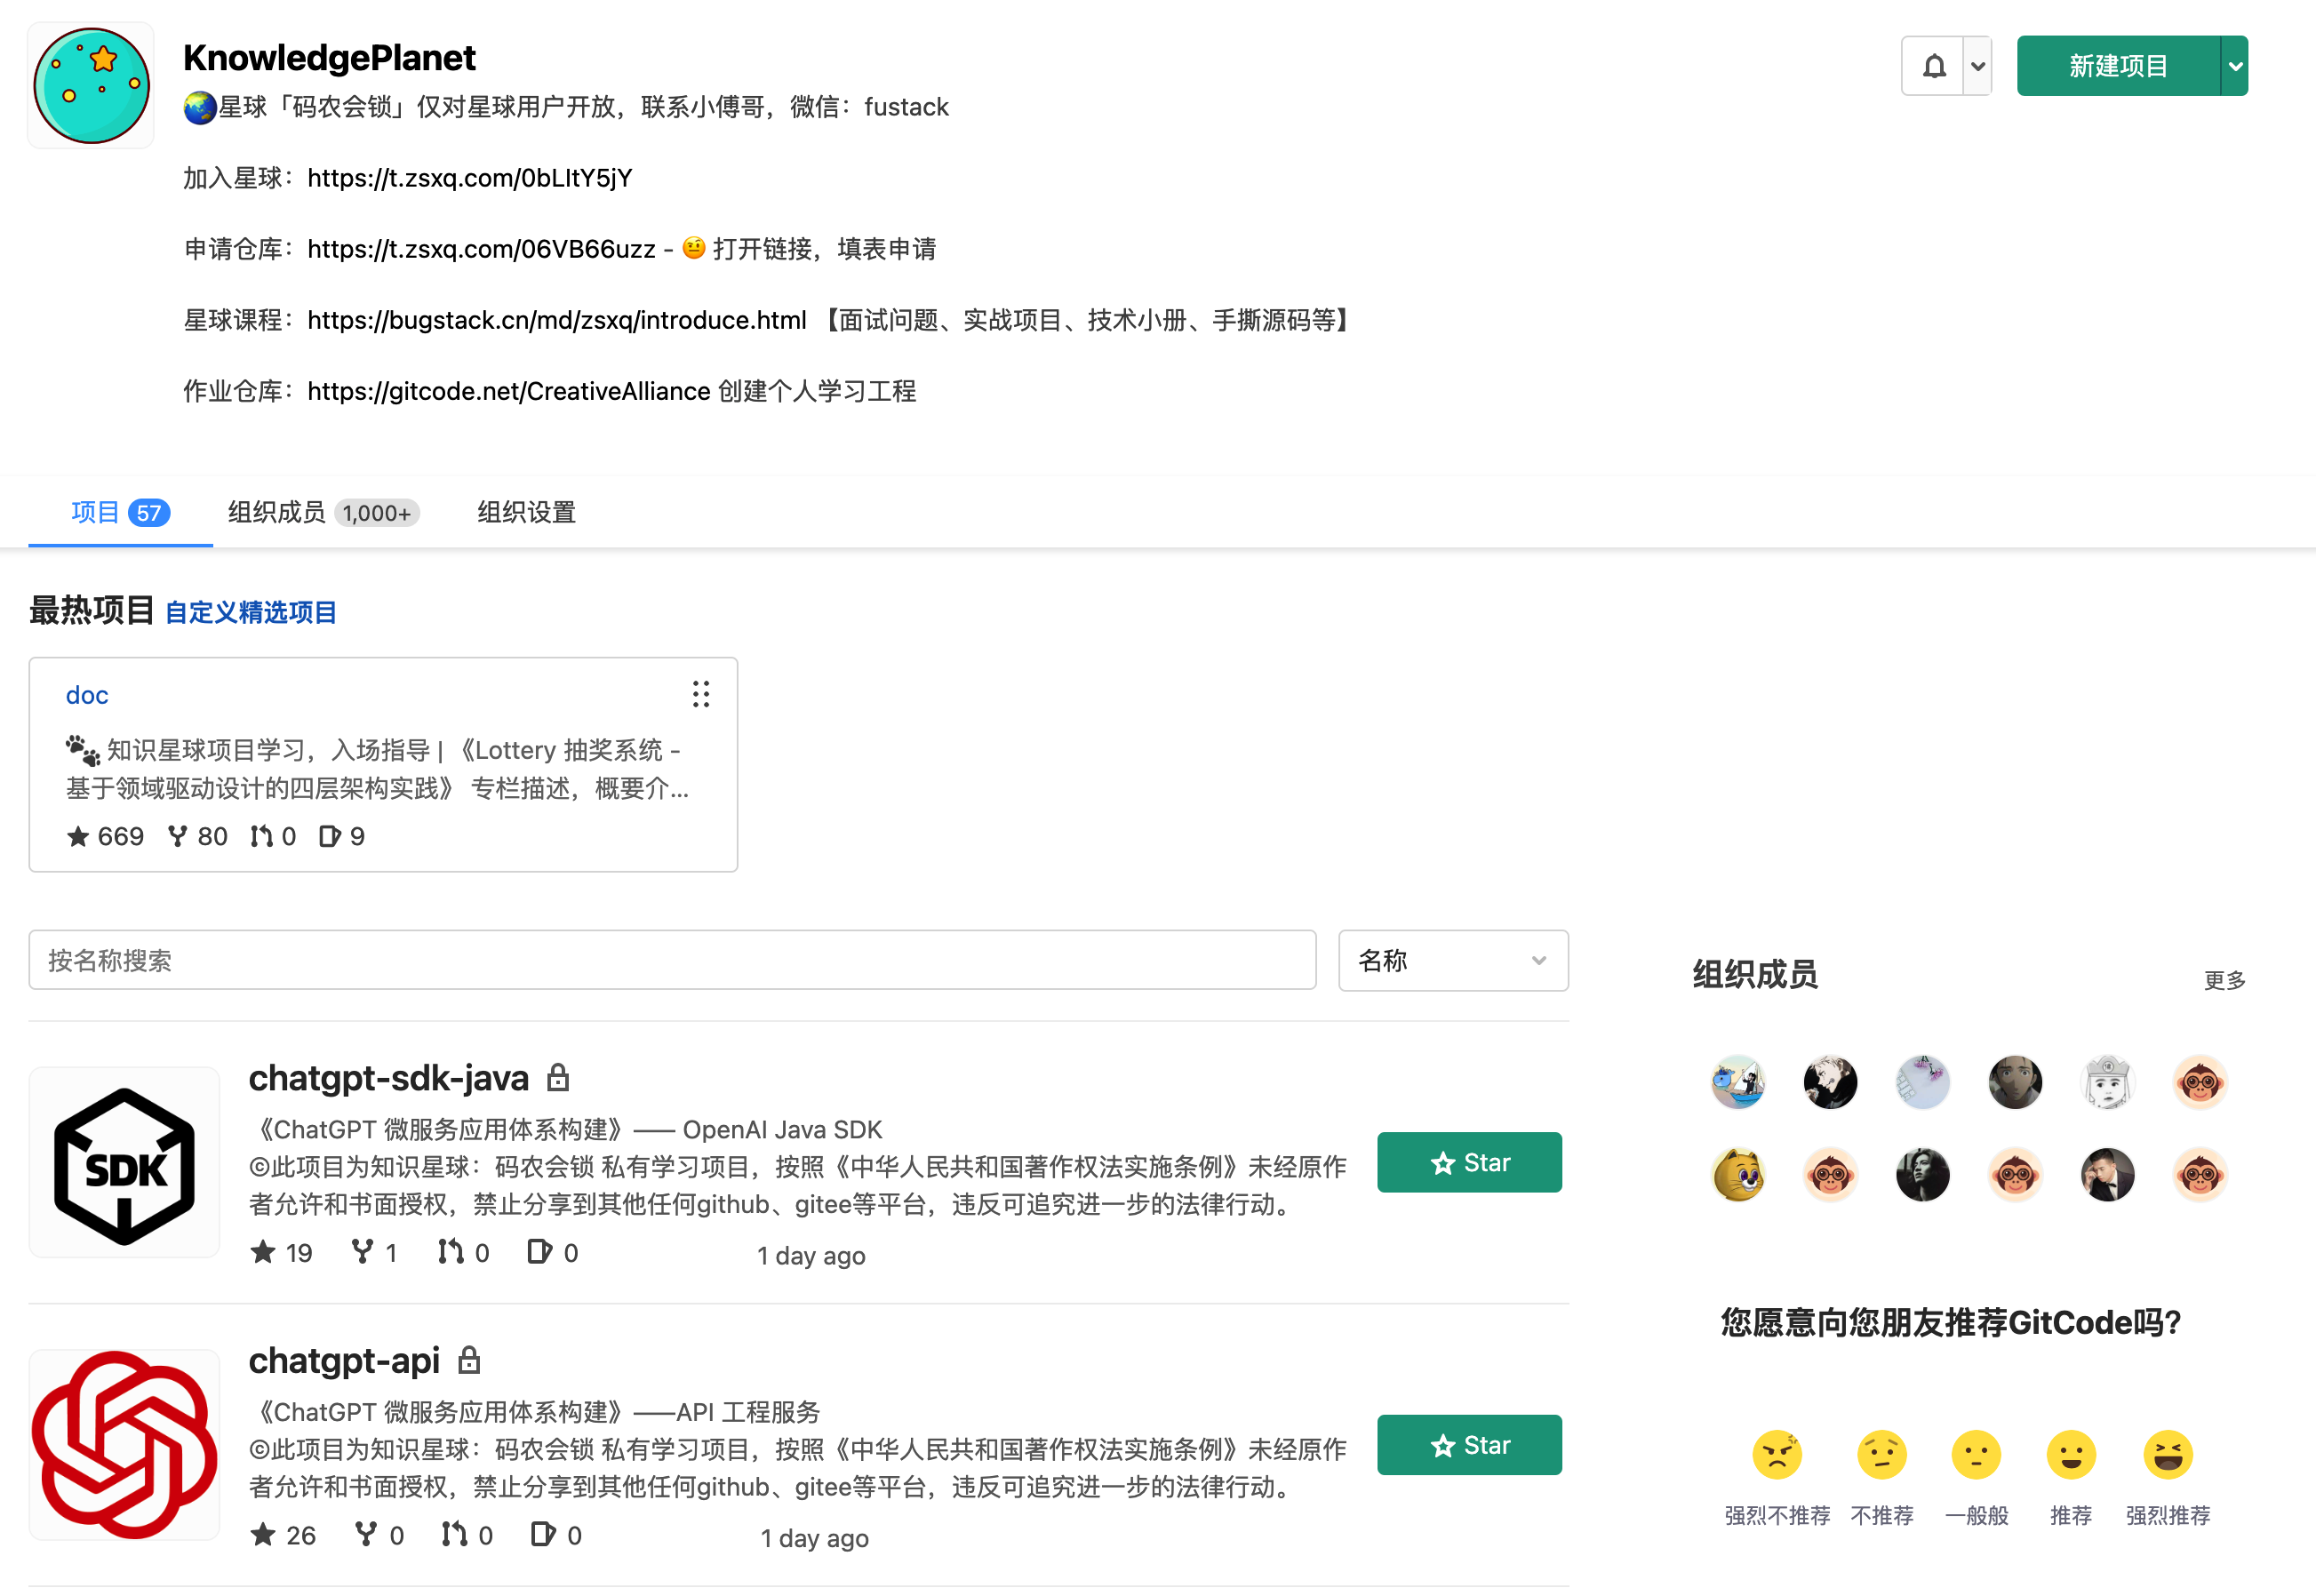 KnowledgePlanet
🌏星球「码农会锁」仅对星球用户开放，联系小傅哥，微信：fustack
加入星球：https://t.zsxq.com/0bLItY5jY
申请仓库：https://t.zsxq.com/06VB66uzz - 🤨 打开链接，填表申请
星球课程：https://bugstack.cn/md/zsxq/introduce.html 【面试问题、实战项目、技术小册、手撕源码等】
作业仓库：https://gitcode.net/CreativeAlliance 创建个人学习工程
新建项目
项目 57 组织成员 1,000+ 组织设置
最热项目 自定义精选项目
doc
🐾 知识星球项目学习，入场指导 | 《Lottery 抽奖系统 -
基于领域驱动设计的四层架构实践》 专栏描述，概要介...
669 80 0 9
按名称搜索
名称
chatgpt-sdk-java
《ChatGPT 微服务应用体系构建》—— OpenAI Java SDK
©此项目为知识星球：码农会锁 私有学习项目，按照《中华人民共和国著作权法实施条例》未经原作
者允许和书面授权，禁止分享到其他任何github、gitee等平台，违反可追究进一步的法律行动。
19 1 0 0 1 day ago
SDK
Star
chatgpt-api
《ChatGPT 微服务应用体系构建》——API 工程服务
©此项目为知识星球：码农会锁 私有学习项目，按照《中华人民共和国著作权法实施条例》未经原作
者允许和书面授权，禁止分享到其他任何github、gitee等平台，违反可追究进一步的法律行动。
26 0 0 0 1 day ago
Star
组织成员 更多
您愿意向您朋友推荐GitCode吗?
强烈不推荐 不推荐 一般般 推荐 强烈推荐